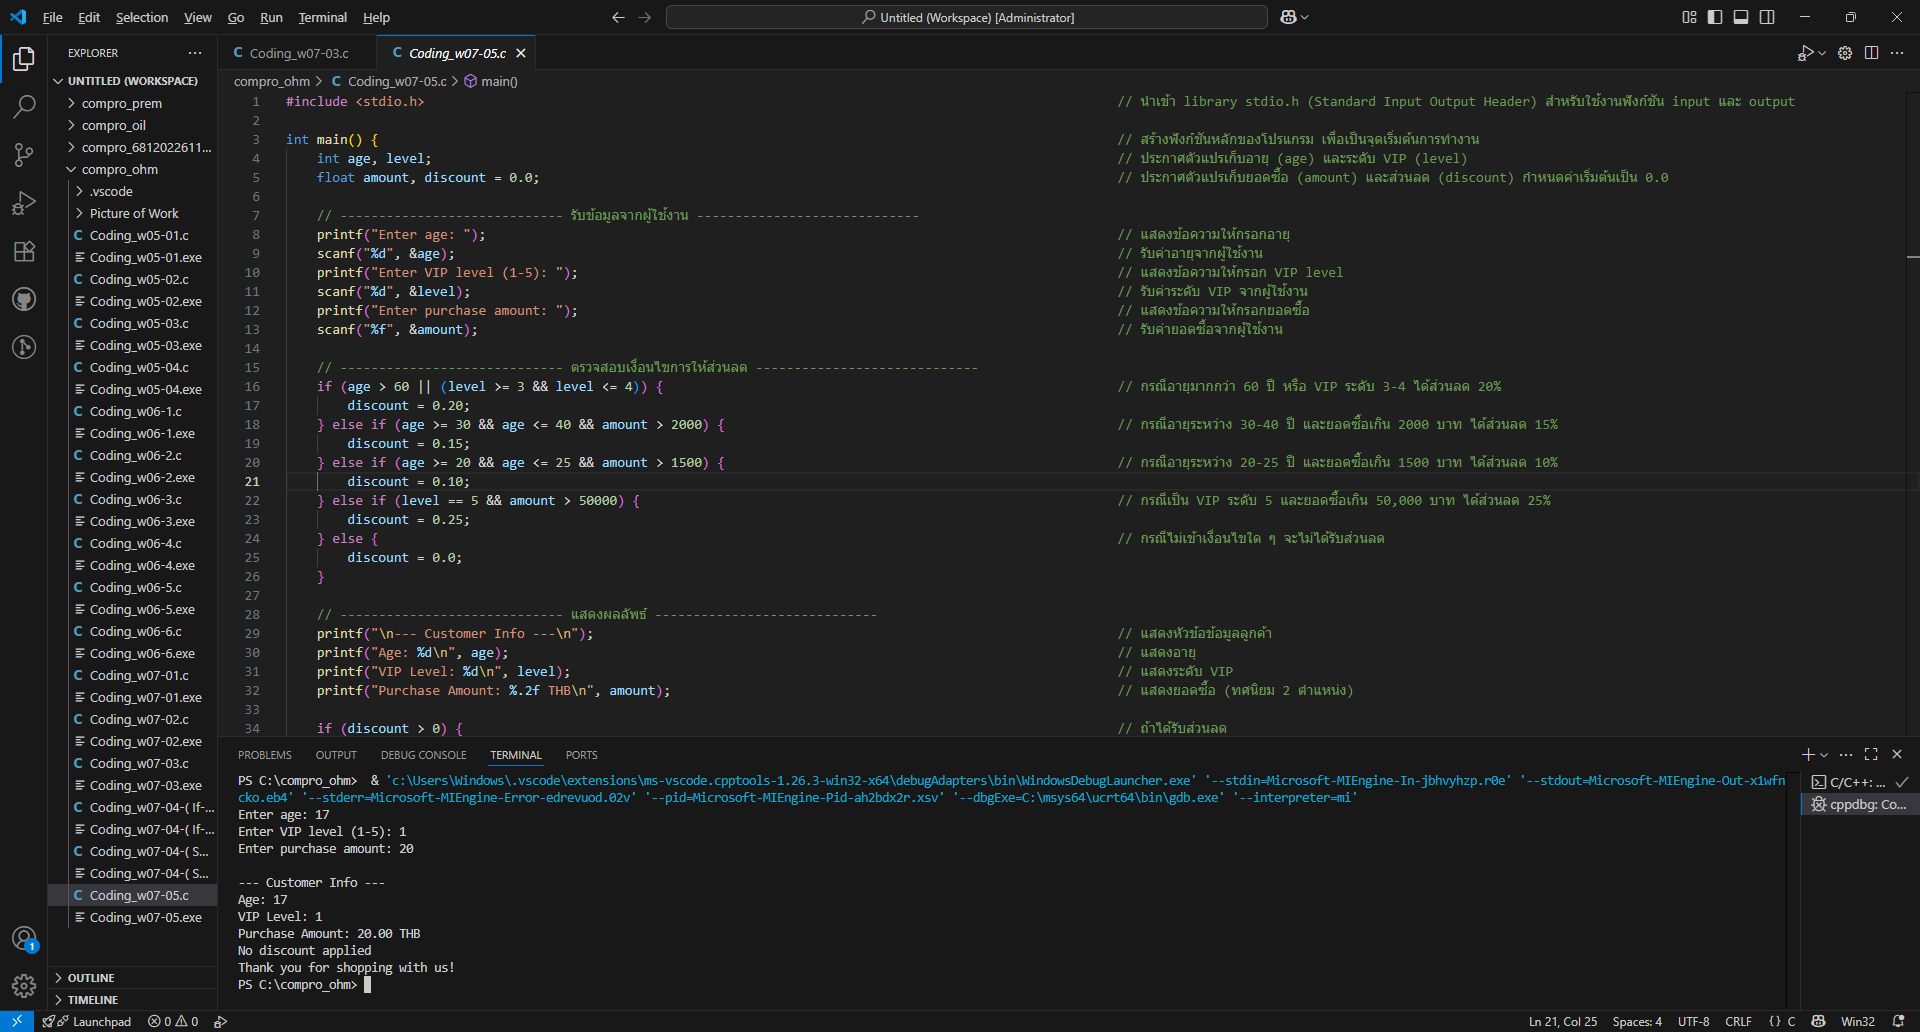 File Edit Selection View Go Run Terminal Help
Untitled (Workspace) [Administrator]
EXPLORER
UNTITLED (WORKSPACE)
compro_prem
compro_oil
compro_6812022611...
compro_ohm
.vscode
Picture of Work
C Coding_w05-01.c
Coding_w05-01.exe
C Coding_w05-02.c
Coding_w05-02.exe
C Coding_w05-03.c
Coding_w05-03.exe
C Coding_w05-04.c
Coding_w05-04.exe
C Coding_w06-1.c
Coding_w06-1.exe
C Coding_w06-2.c
Coding_w06-2.exe
C Coding_w06-3.c
Coding_w06-3.exe
C Coding_w06-4.c
Coding_w06-4.exe
C Coding_w06-5.c
Coding_w06-5.exe
C Coding_w06-6.c
Coding_w06-6.exe
C Coding_w07-01.c
Coding_w07-01.exe
C Coding_w07-02.c
Coding_w07-02.exe
C Coding_w07-03.c
Coding_w07-03.exe
C Coding_w07-04-( If-...
Coding_w07-04-( If-...
C Coding_w07-04-( S...
Coding_w07-04-( S...
C Coding_w07-05.c
Coding_w07-05.exe
OUTLINE
TIMELINE
1
C Coding_w07-03.c C Coding_w07-05.c
compro_ohm > C Coding_w07-05.c > main()
1 #include <stdio.h> // นำเข้า library stdio.h (Standard Input Output Header) สำหรับใช้งานฟังก์ชัน input และ output
2
3 int main() { // สร้างฟังก์ชันหลักของโปรแกรม เพื่อเป็นจุดเริ่มต้นการทำงาน
4 int age, level; // ประกาศตัวแปรเก็บอายุ (age) และระดับ VIP (level)
5 float amount, discount = 0.0; // ประกาศตัวแปรเก็บยอดซื้อ (amount) และส่วนลด (discount) กำหนดค่าเริ่มต้นเป็น 0.0
6
7 // ----------------------------- รับข้อมูลจากผู้ใช้งาน -----------------------------
8 printf("Enter age: "); // แสดงข้อความให้กรอกอายุ
9 scanf("%d", &age); // รับค่าอายุจากผู้ใช้งาน
10 printf("Enter VIP level (1-5): "); // แสดงข้อความให้กรอก VIP level
11 scanf("%d", &level); // รับค่าระดับ VIP จากผู้ใช้งาน
12 printf("Enter purchase amount: "); // แสดงข้อความให้กรอกยอดซื้อ
13 scanf("%f", &amount); // รับค่ายอดซื้อจากผู้ใช้งาน
14
15 // ----------------------------- ตรวจสอบเงื่อนไขการให้ส่วนลด -----------------------------
16 if (age > 60 || (level >= 3 && level <= 4)) { // กรณีอายุมากกว่า 60 ปี หรือ VIP ระดับ 3-4 ได้ส่วนลด 20%
17 discount = 0.20;
18 } else if (age >= 30 && age <= 40 && amount > 2000) { // กรณีอายุระหว่าง 30-40 ปี และยอดซื้อเกิน 2000 บาท ได้ส่วนลด 15%
19 discount = 0.15;
20 } else if (age >= 20 && age <= 25 && amount > 1500) { // กรณีอายุระหว่าง 20-25 ปี และยอดซื้อเกิน 1500 บาท ได้ส่วนลด 10%
21 discount = 0.10;
22 } else if (level == 5 && amount > 50000) { // กรณีเป็น VIP ระดับ 5 และยอดซื้อเกิน 50,000 บาท ได้ส่วนลด 25%
23 discount = 0.25;
24 } else { // กรณีไม่เข้าเงื่อนไขใด ๆ จะไม่ได้รับส่วนลด
25 discount = 0.0;
26 }
27
28 // ----------------------------- แสดงผลลัพธ์ -----------------------------
29 printf("\n--- Customer Info ---\n"); // แสดงหัวข้อข้อมูลลูกค้า
30 printf("Age: %d\n", age); // แสดงอายุ
31 printf("VIP Level: %d\n", level); // แสดงระดับ VIP
32 printf("Purchase Amount: %.2f THB\n", amount); // แสดงยอดซื้อ (ทศนิยม 2 ตำแหน่ง)
33
34 if (discount > 0) { // ถ้าได้รับส่วนลด
PROBLEMS OUTPUT DEBUG CONSOLE TERMINAL PORTS
PS C:\compro_ohm> & 'c:\Users\Windows\.vscode\extensions\ms-vscode.cpptools-1.26.3-win32-x64\debugAdapters\bin\WindowsDebugLauncher.exe' '--stdin=Microsoft-MIEngine-In-jbhvyhzp.r0e' '--stdout=Microsoft-MIEngine-Out-x1wfn
cko.eb4' '--stderr=Microsoft-MIEngine-Error-edrevuod.02v' '--pid=Microsoft-MIEngine-Pid-ah2bdx2r.xsv' '--dbgExe=C:\msys64\ucrt64\bin\gdb.exe' '--interpreter=mi'
Enter age: 17
Enter VIP level (1-5): 1
Enter purchase amount: 20
--- Customer Info ---
Age: 17
VIP Level: 1
Purchase Amount: 20.00 THB
No discount applied
Thank you for shopping with us!
PS C:\compro_ohm>
C/C++: ...
cppdbg: Co...
Launchpad 0 0
Ln 21, Col 25 Spaces: 4 UTF-8 CRLF {} C Win32